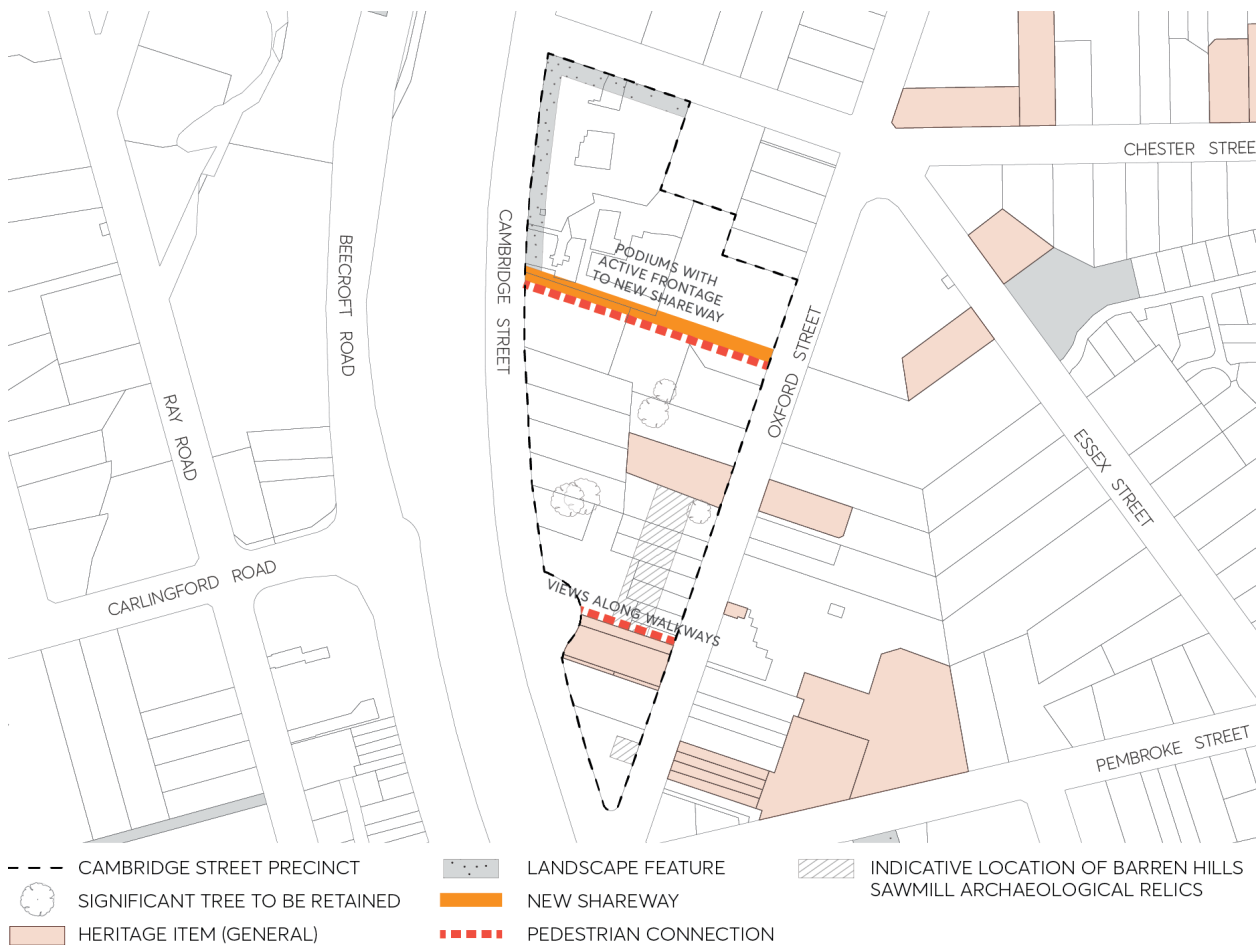 CHESTER STREE
CAMBRIDGE STREET
BEECROFT ROAD
PODIUMS WITH
ACTIVE FRONTAGE
TO NEW SHAREWAY
OXFORD STREET
RAY ROAD
ESSEX STREET
CARLINGFORD ROAD
VIEWS ALONG WALKWAYS
PEMBROKE STREET
CAMBRIDGE STREET PRECINCT
SIGNIFICANT TREE TO BE RETAINED
HERITAGE ITEM (GENERAL)
LANDSCAPE FEATURE
NEW SHAREWAY
PEDESTRIAN CONNECTION
INDICATIVE LOCATION OF BARREN HILLS
SAWMILL ARCHAEOLOGICAL RELICS